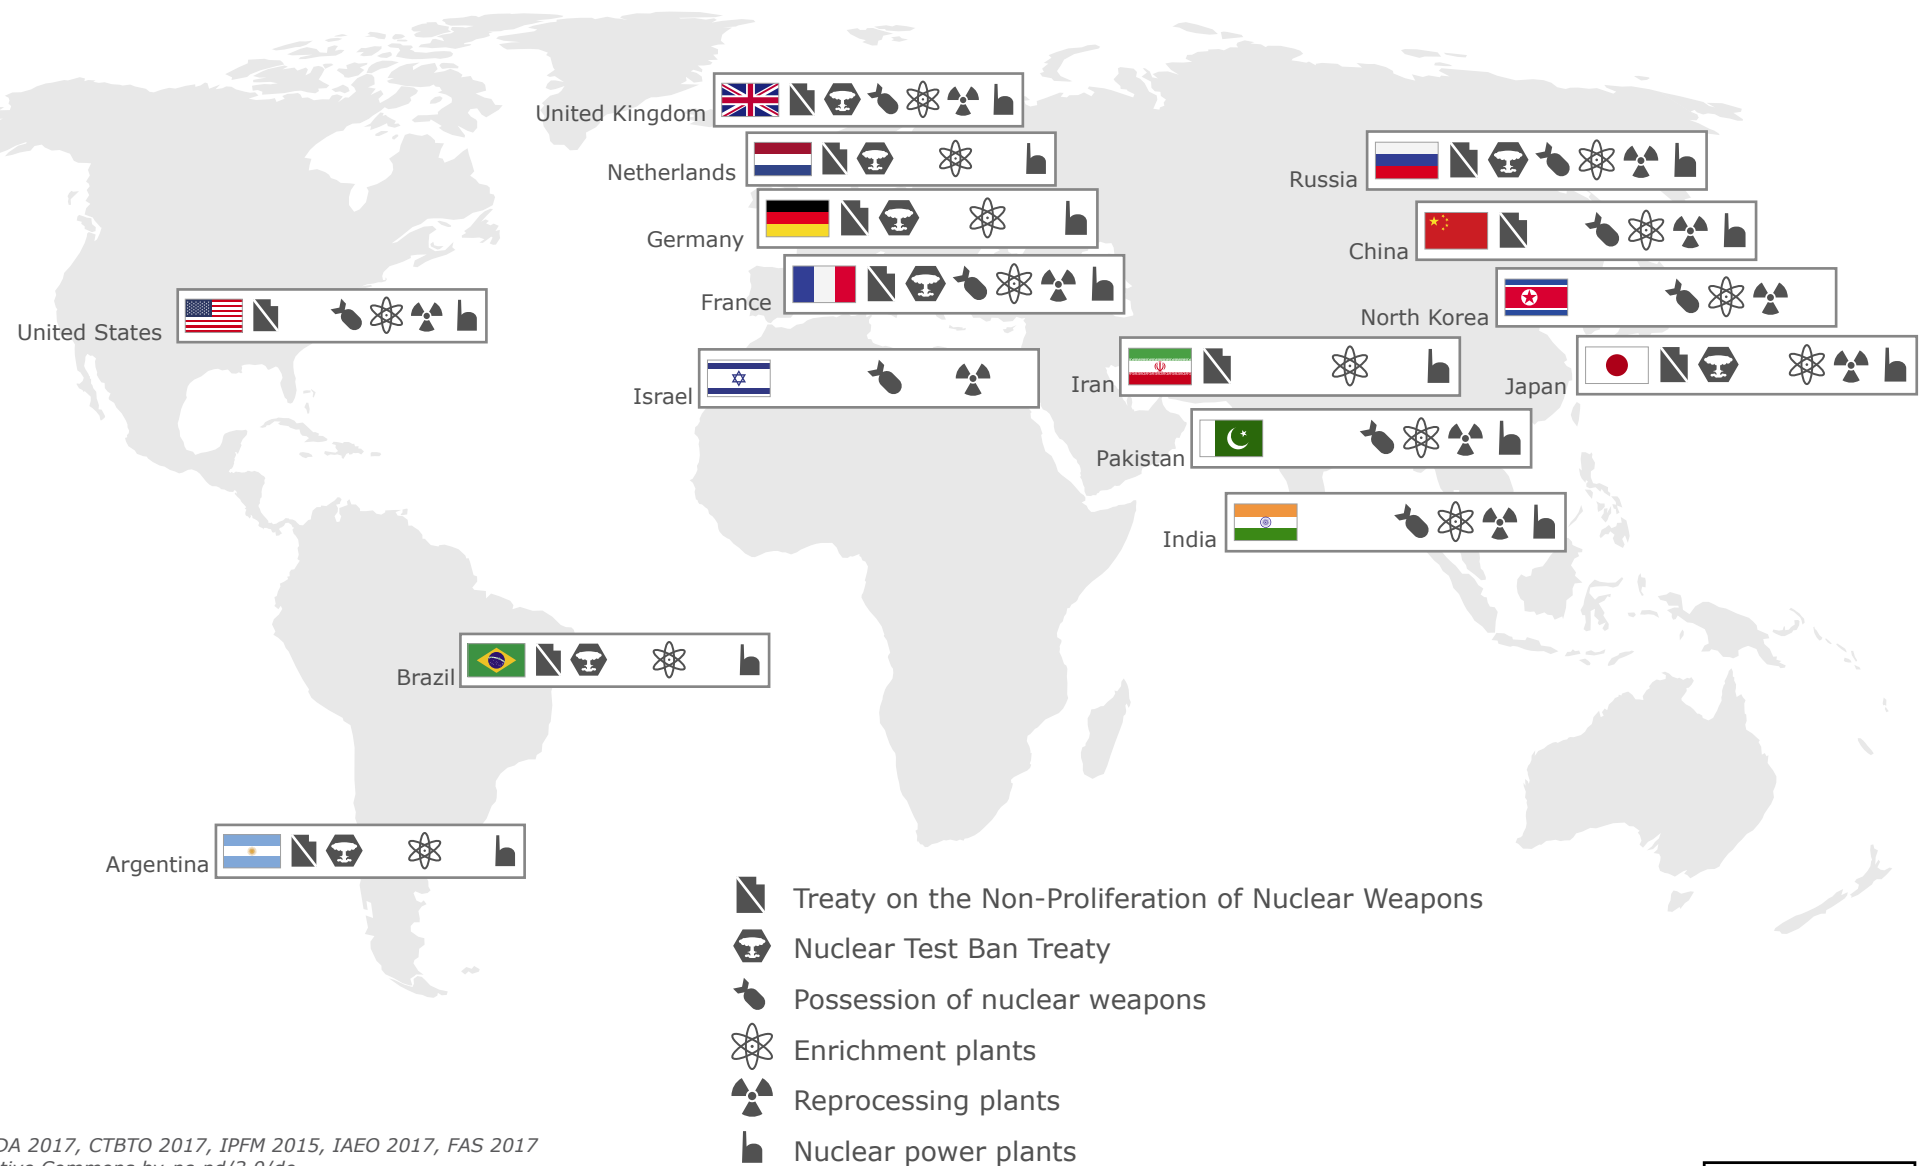 United Kingdom
Netherlands
Germany
France
United States
Israel
Russia
China
North Korea
Iran
Japan
Pakistan
India
Brazil
Argentina
Treaty on the Non-Proliferation of Nuclear Weapons
Nuclear Test Ban Treaty
Possession of nuclear weapons
Enrichment plants
Reprocessing plants
Nuclear power plants
2017, CTBTO 2017, IPFM 2015, IAEO 2017, FAS 2017
Commons